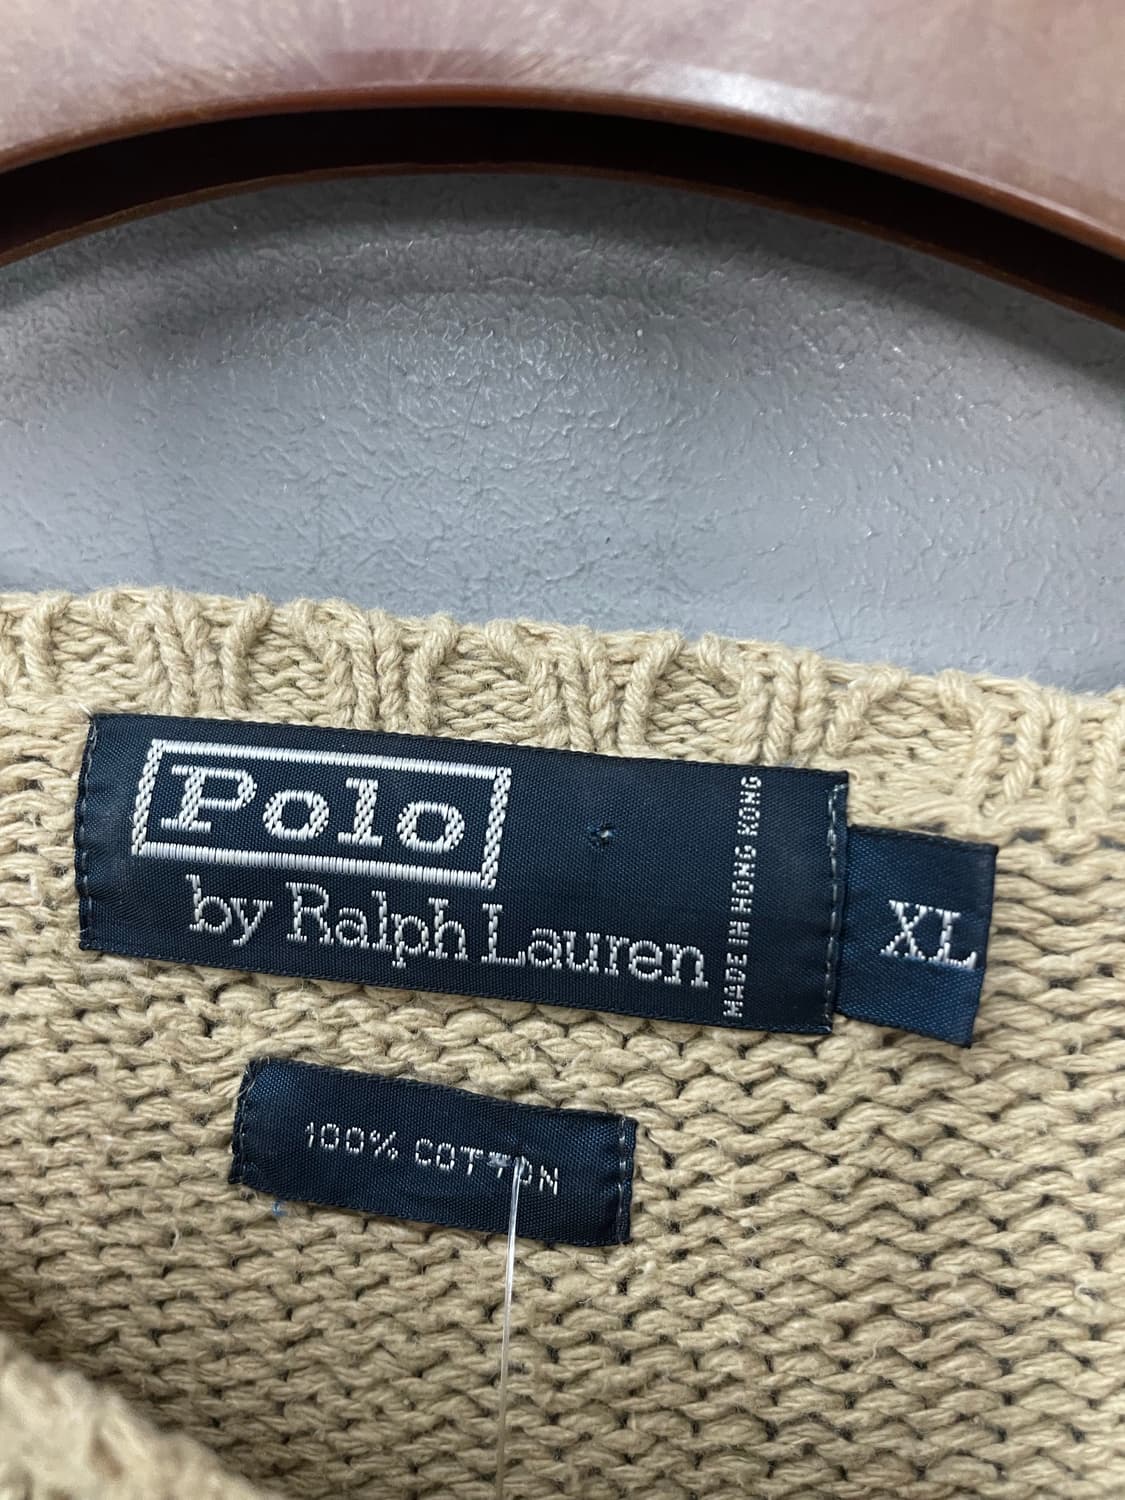 Polo
by Ralph Lauren
MADE IN HONG KONG
XL
100% COTTON